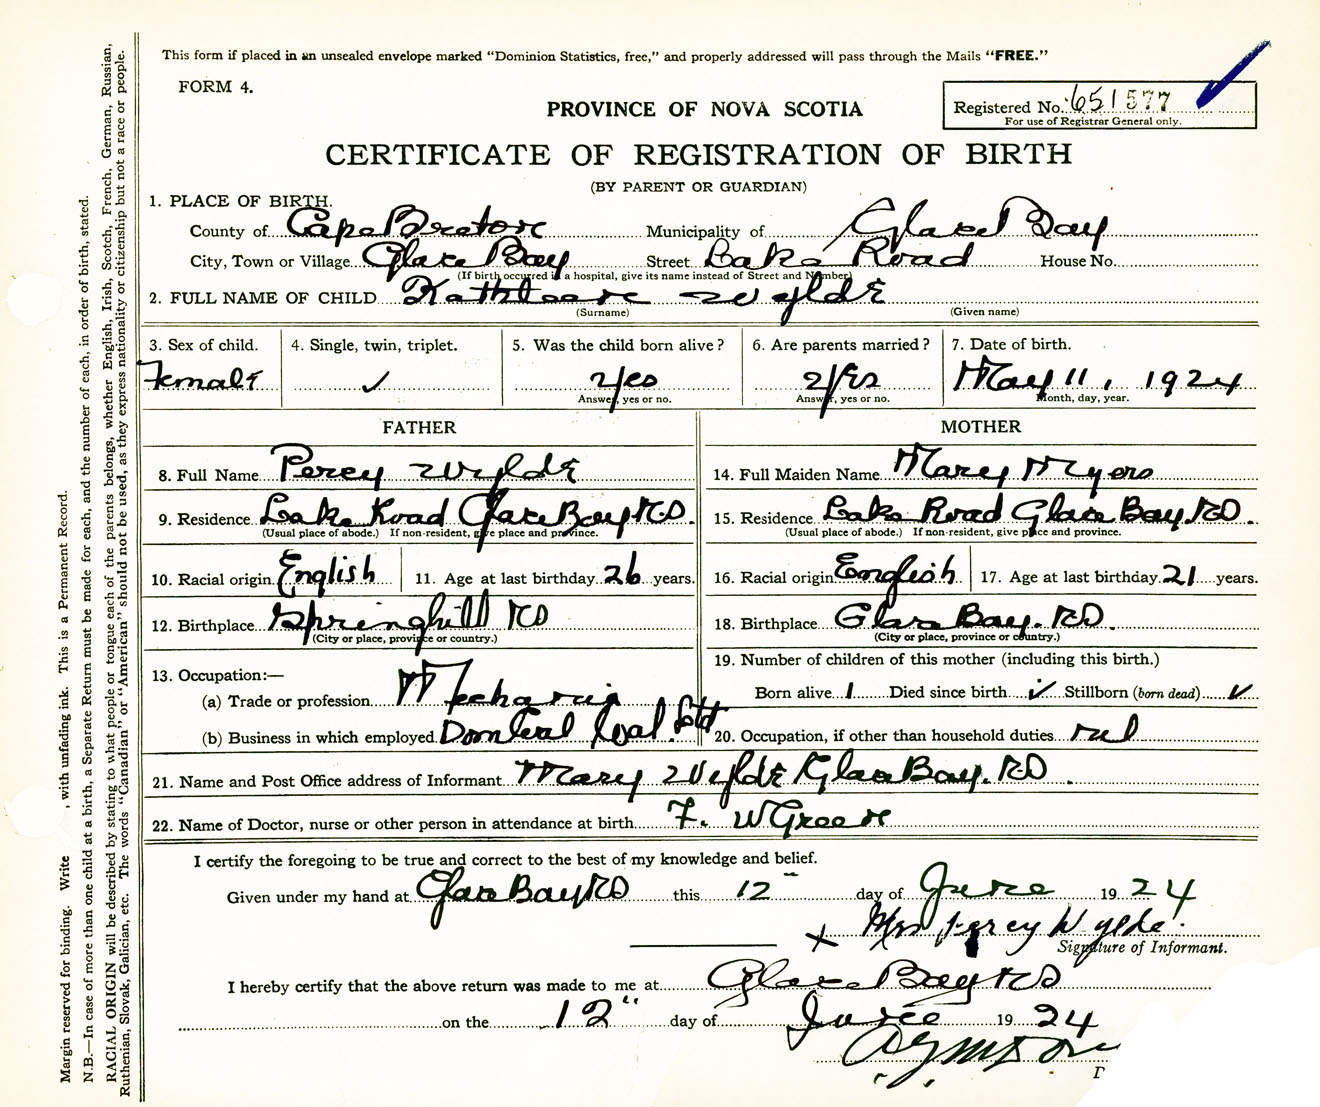 This form if placed in an unsealed envelope marked "Dominion Statistics, free," and properly addressed will pass through the Mails "FREE."
FORM 4.
Registered No. 651577
For use of Registrar General only.
PROVINCE OF NOVA SCOTIA
CERTIFICATE OF REGISTRATION OF BIRTH
(BY PARENT OR GUARDIAN)
1. PLACE OF BIRTH.
County of Cape Breton Municipality of Glace Bay
City, Town or Village Glace Bay Street Lake Road House No.
(If birth occurred in a hospital, give its name instead of Street and Number)
2. FULL NAME OF CHILD Kathleen Wylde
(Surname) (Given name)
3. Sex of child. 4. Single, twin, triplet. 5. Was the child born alive? 6. Are parents married? 7. Date of birth.
Female ✓ Yes Yes May 11, 1924
Answer, yes or no. Answer, yes or no. Month, day, year.
FATHER MOTHER
8. Full Name Percy Wylde 14. Full Maiden Name Mary Myers
9. Residence Lake Road Glace Bay NS. 15. Residence Lake Road Glace Bay NS.
(Usual place of abode.) If non-resident, give place and province. (Usual place of abode.) If non-resident, give place and province.
10. Racial origin English 11. Age at last birthday 26 years. 16. Racial origin English 17. Age at last birthday 21 years.
12. Birthplace Springhill NS 18. Birthplace Glace Bay. NS.
(City or place, province or country.) (City or place, province or country.)
13. Occupation:— 19. Number of children of this mother (including this birth.)
(a) Trade or profession Mechanic Born alive 1 Died since birth ✓ Stillborn (born dead) ✓
(b) Business in which employed Dom Coal 20. Occupation, if other than household duties
21. Name and Post Office address of Informant Mary Wylde Glace Bay. NS.
22. Name of Doctor, nurse or other person in attendance at birth F. W Green
I certify the foregoing to be true and correct to the best of my knowledge and belief.
Given under my hand at Glace Bay NS this 12" day of June 1924
X Mrs Percy Wylde.
Signature of Informant.
I hereby certify that the above return was made to me at Glace Bay NS
on the 12" day of June 1924
Margin reserved for binding. Write , with unfading ink. This is a Permanent Record.
N.B.—In case of more than one child at a birth, a Separate Return must be made for each, and the number of each, in order of birth, stated.
RACIAL ORIGIN will be described by stating to what people or tongue each of the parents belongs, whether English, Irish, Scotch, French, German, Russian,
Ruthenian, Slovak, Galician, etc. The words "Canadian" or "American" should not be used, as they express nationality or citizenship but not a race or people.